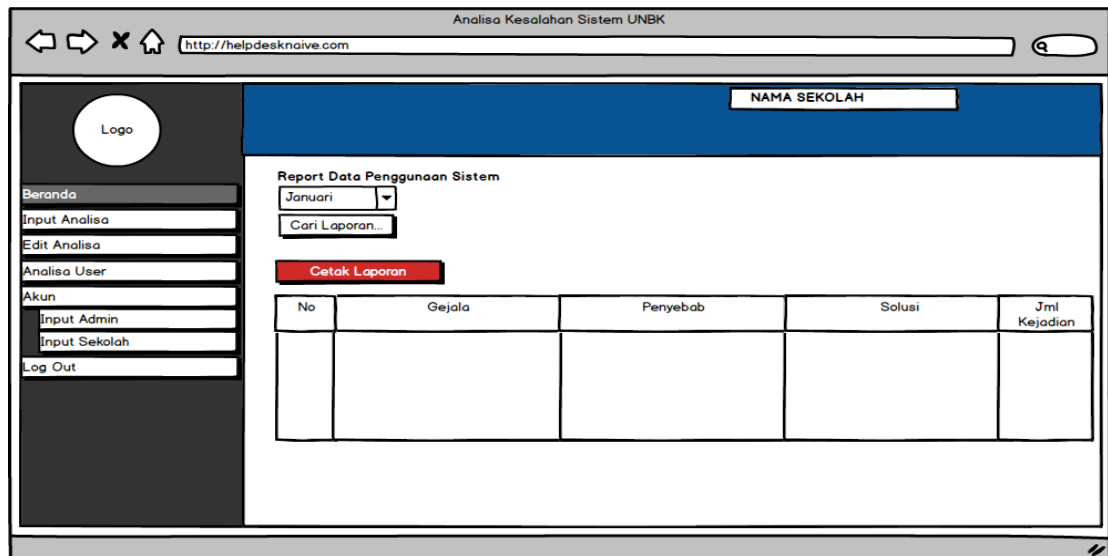 Analisa Kesalahan Sistem UNBK
http://helpdesknaive.com
Logo
NAMA SEKOLAH
Beranda
Input Analisa
Edit Analisa
Analisa User
Akun
Input Admin
Input Sekolah
Log Out
Report Data Penggunaan Sistem
Januari
Cari Laporan...
Cetak Laporan
No Gejala Penyebab Solusi Jml
Kejadian